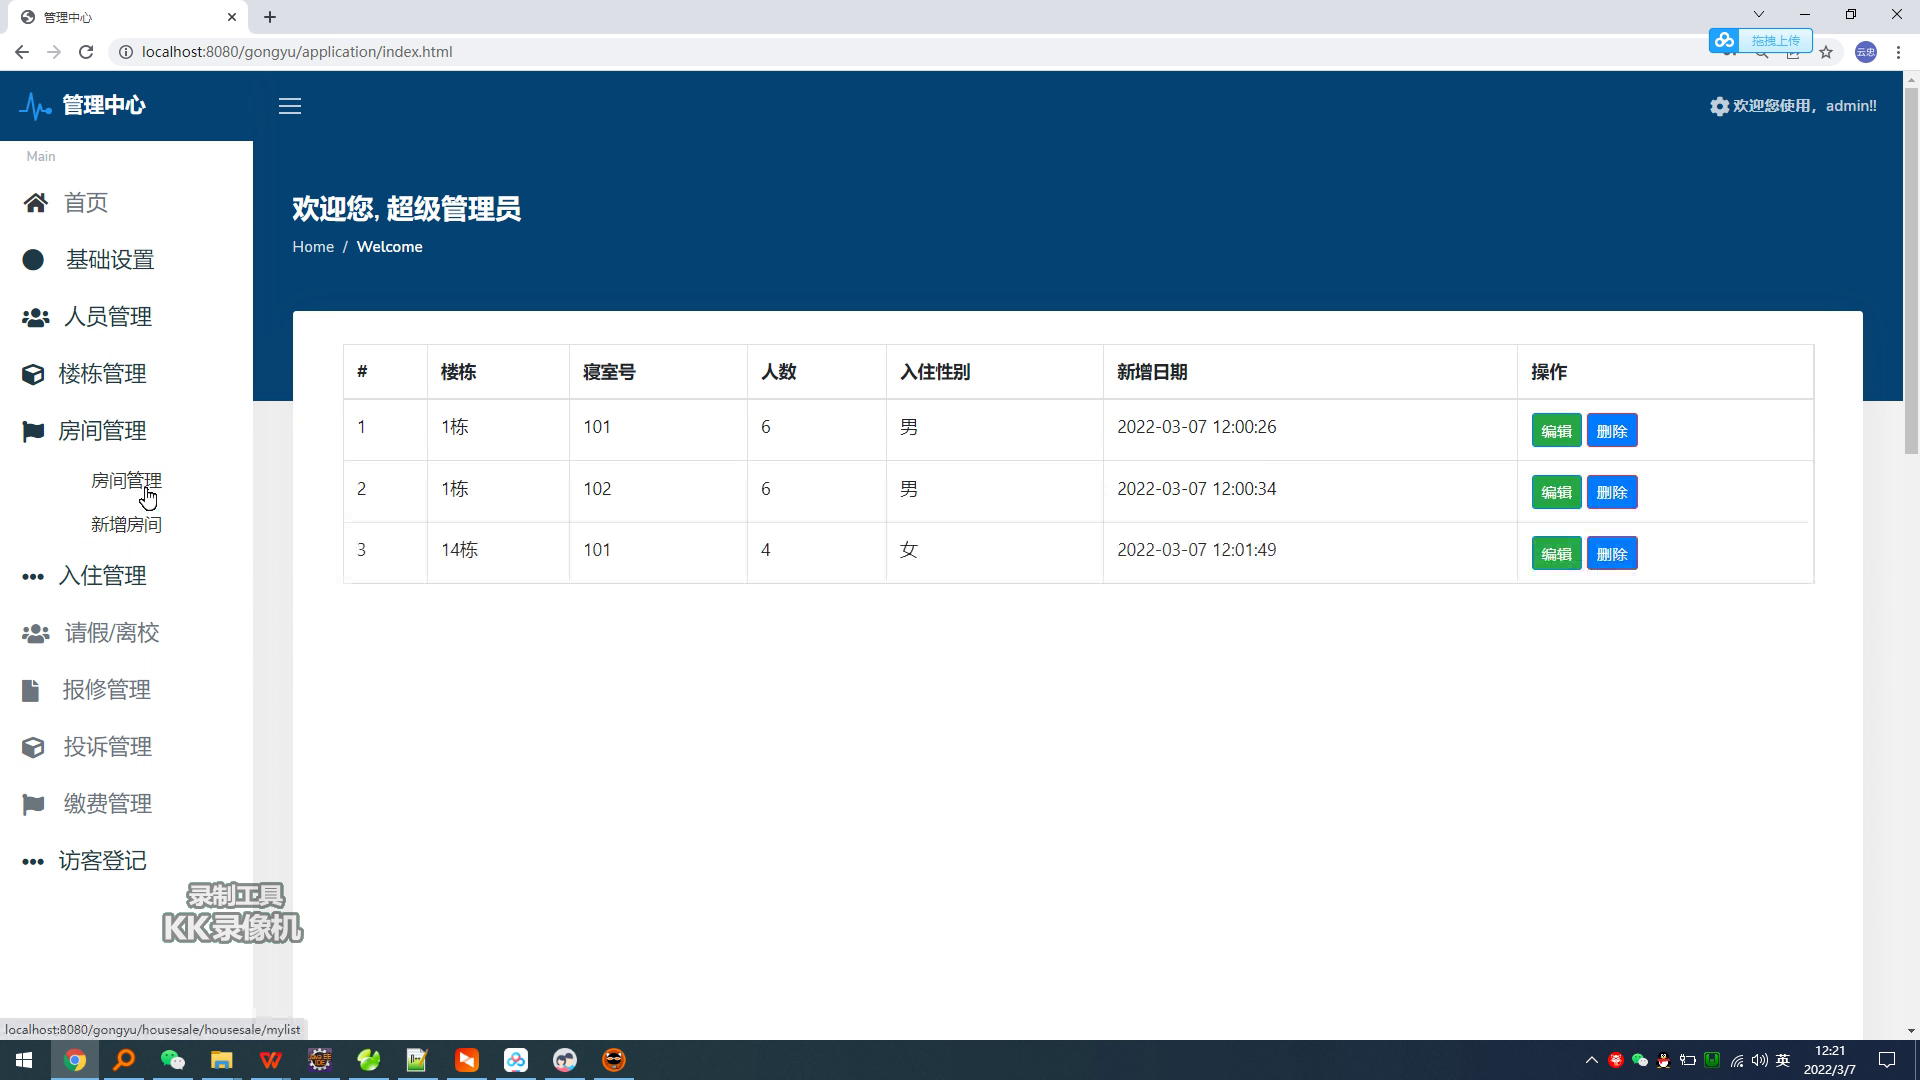 管理中心
localhost:8080/gongyu/application/index.html
拖拽上传
云忠
管理中心
欢迎您使用，admin!!
Main
首页
基础设置
人员管理
楼栋管理
房间管理
房间管理
新增房间
入住管理
请假/离校
报修管理
投诉管理
缴费管理
访客登记
欢迎您, 超级管理员
Home / Welcome
# 楼栋 寝室号 人数 入住性别 新增日期 操作
1 1栋 101 6 男 2022-03-07 12:00:26 编辑 删除
2 1栋 102 6 男 2022-03-07 12:00:34 编辑 删除
3 14栋 101 4 女 2022-03-07 12:01:49 编辑 删除
录制工具
KK录像机
localhost:8080/gongyu/housesale/housesale/mylist
英
12:21
2022/3/7